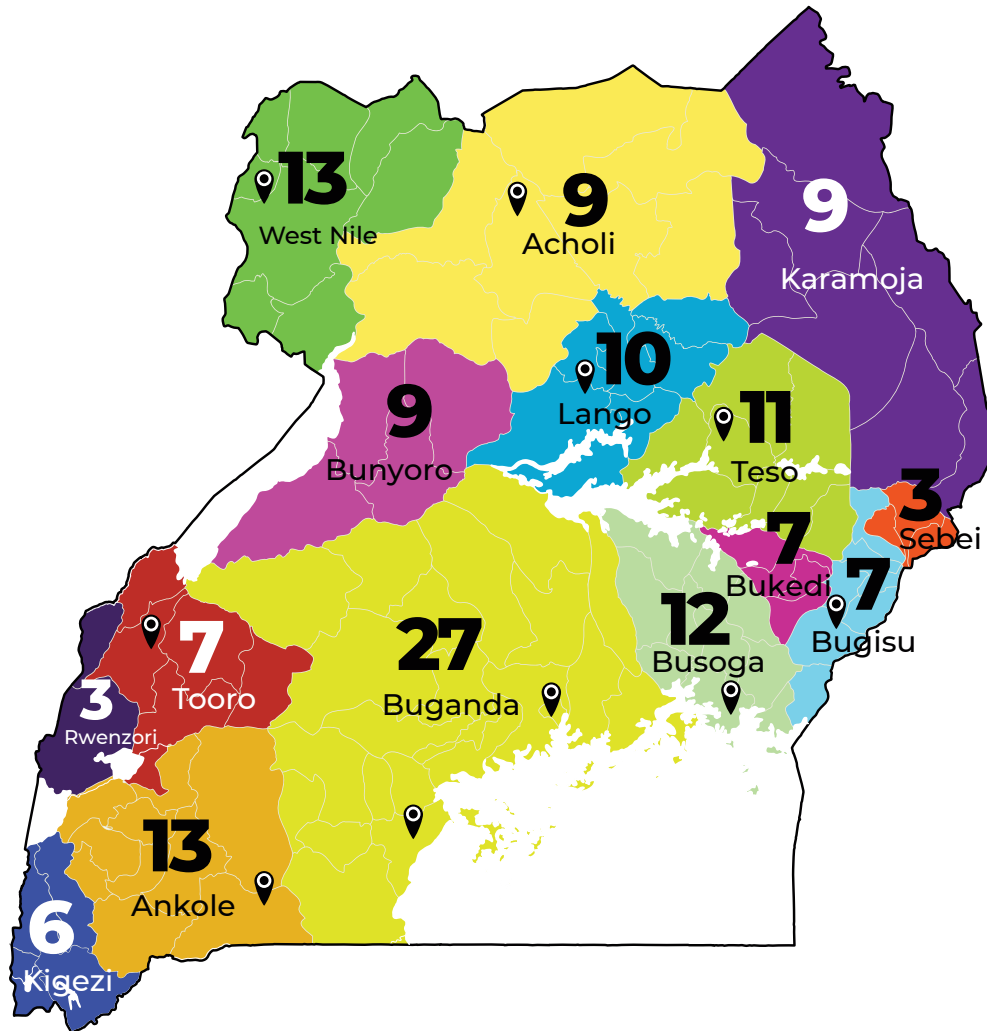 13
West Nile
9
Acholi
9
Karamoja
10
Lango
9
Bunyoro
11
Teso
3
Sebei
7
Bukedi
7
Bugisu
12
Busoga
27
Buganda
7
Tooro
3
Rwenzori
13
Ankole
6
Kigezi